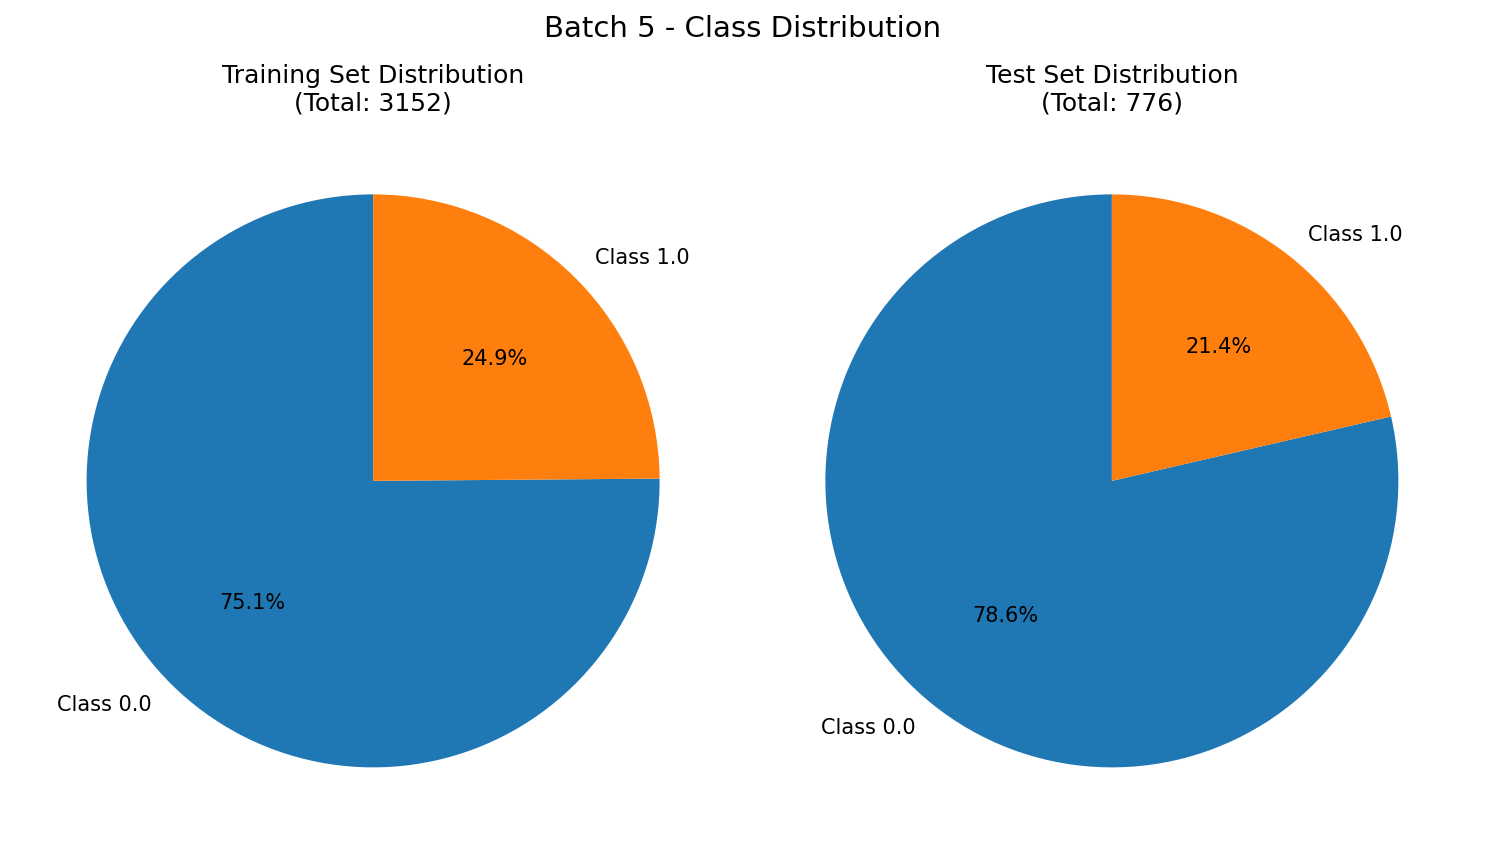 Batch 5 - Class Distribution
Training Set Distribution
(Total: 3152)
Class 1.0
24.9%
75.1%
Class 0.0
Test Set Distribution
(Total: 776)
Class 1.0
21.4%
78.6%
Class 0.0